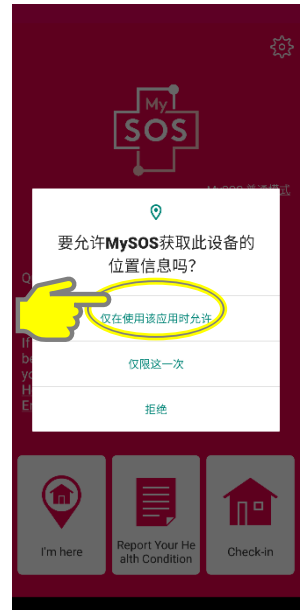 My
SOS
要允许MySOS获取此设备的
位置信息吗？
仅在使用该应用时允许
仅限这一次
拒绝
If
be
I'm here
Report Your He
alth Condition
Check-in